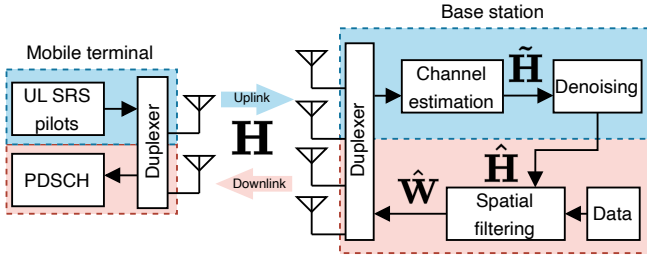 Base station
Mobile terminal
UL SRS
pilots
Duplexer
PDSCH
Uplink
H
Downlink
Duplexer
Channel
estimation
H̃
Denoising
Ĥ
Ŵ
Spatial
filtering
Data